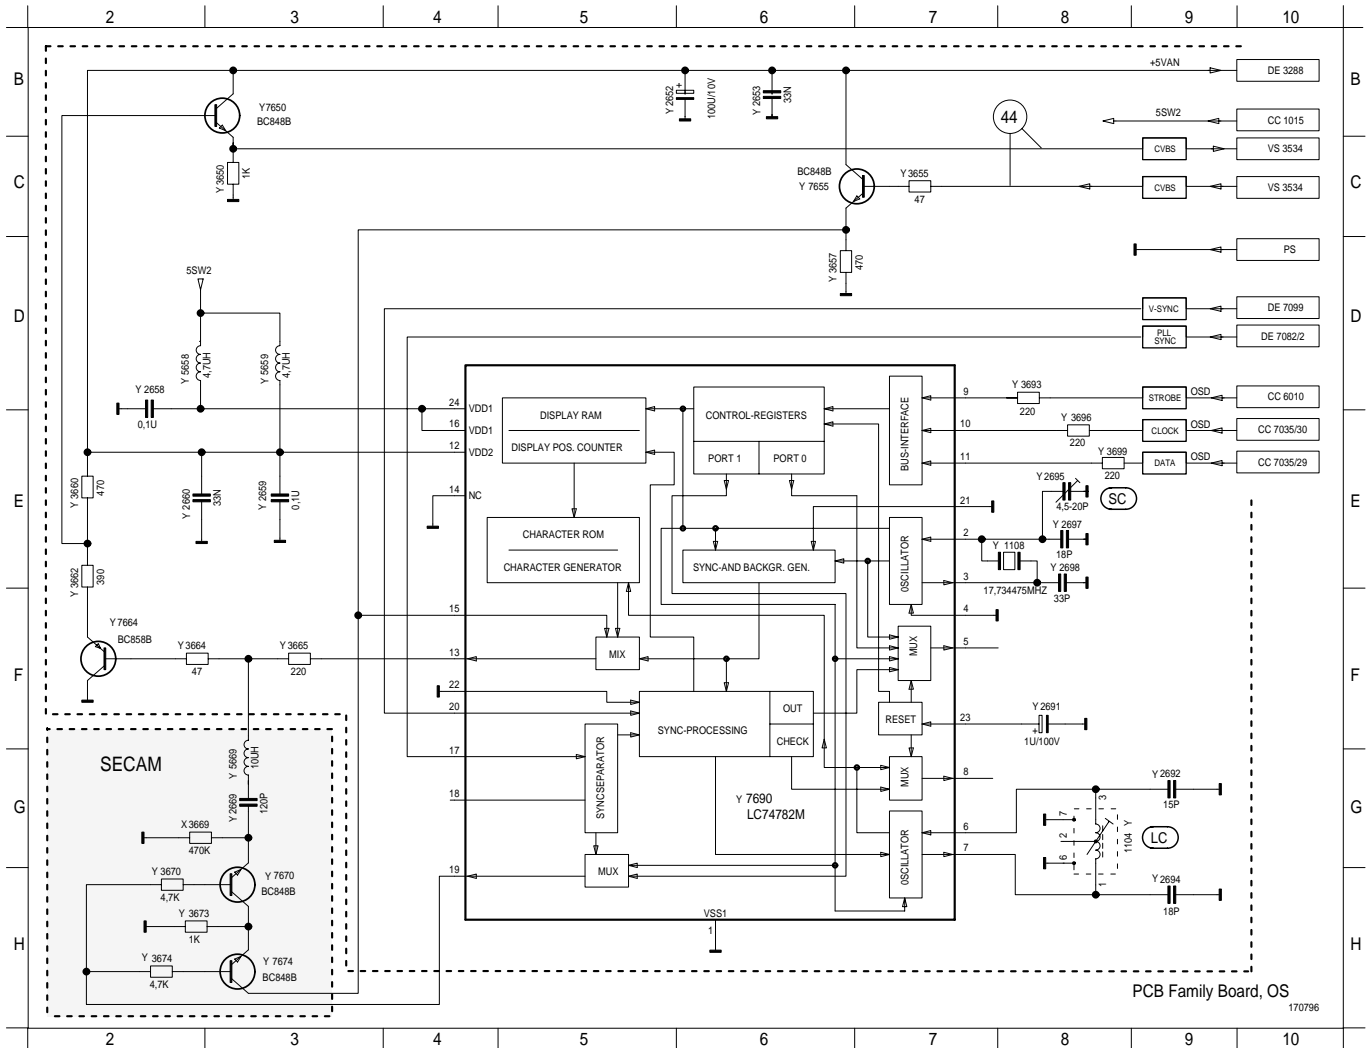 2 3 4 5 6 7 8 9 10
B B
+5VAN
DE 3288
Y 2652
+
100U/10V
Y 2653
33N
Y7650
BC848B
5SW2
CC 1015
44
CVBS
VS 3534
C C
Y 3650
1K
BC848B
Y 7655
Y 3655
47
CVBS
VS 3534
PS
Y 3657
470
5SW2
D D
V-SYNC
DE 7099
PLL
SYNC
DE 7082/2
Y 5658
4,7UH
Y 5659
4,7UH
Y 2658
0,1U
24 VDD1
16 VDD1
12 VDD2
14 NC
DISPLAY RAM
DISPLAY POS. COUNTER
CONTROL-REGISTERS
PORT 1
PORT 0
BUS-INTERFACE
9
Y 3693
220
STROBE
OSD
CC 6010
10
Y 3696
220
CLOCK
OSD
CC 7035/30
11
Y 3699
220
DATA
OSD
CC 7035/29
E E
Y 3660
470
Y 2660
33N
Y 2659
0,1U
21
Y 2695
4,5-20P
SC
CHARACTER ROM
CHARACTER GENERATOR
SYNC-AND BACKGR. GEN.
OSCILLATOR
2
Y 2697
18P
Y 1108
17,734475MHZ
3
Y 2698
33P
4
Y 3662
390
15
Y 7664
BC858B
Y 3664
47
Y 3665
220
13
MIX
MUX
5
F F
22
20
SYNC-PROCESSING
OUT
CHECK
RESET
23
Y 2691
+
1U/100V
SECAM
Y 5669
10UH
17
18
SYNCSEPARATOR
MUX
8
Y 2669
120P
Y 7690
LC74782M
G G
X 3669
470K
OSCILLATOR
6
7
Y 2692
15P
3
7
2
6
1
1104 Y
LC
Y 3670
4,7K
Y 7670
BC848B
19
MUX
Y 2694
18P
Y 3673
1K
VSS1
1
H H
Y 3674
4,7K
Y 7674
BC848B
PCB Family Board, OS
170796
2 3 4 5 6 7 8 9 10